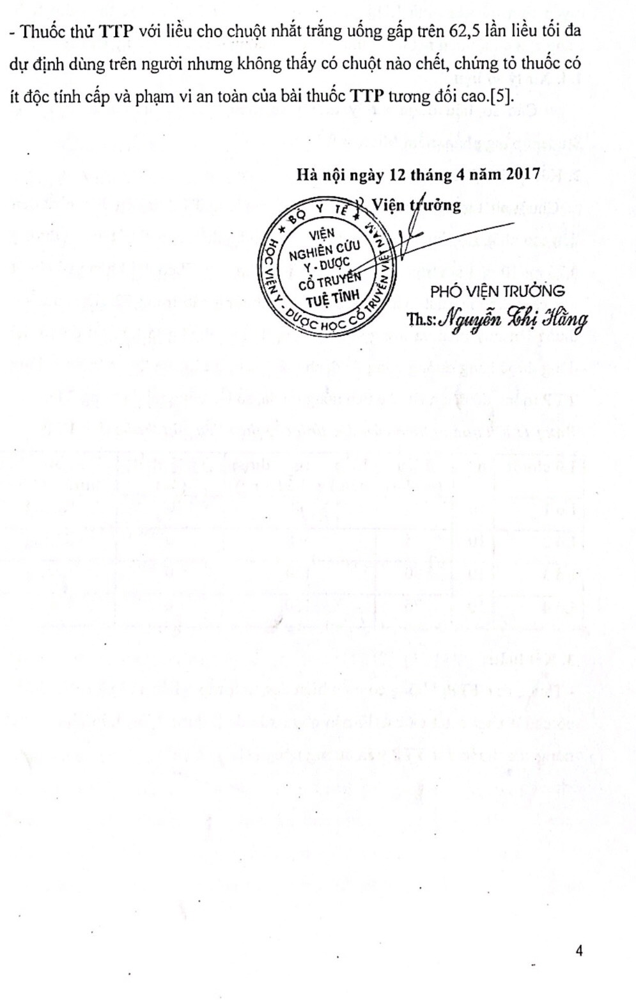 - Thuốc thử TTP với liều cho chuột nhắt trắng uống gấp trên 62,5 lần liều tối đa
dự định dùng trên người nhưng không thấy có chuột nào chết, chứng tỏ thuốc có
ít độc tính cấp và phạm vi an toàn của bài thuốc TTP tương đối cao.[5].
Hà nội ngày 12 tháng 4 năm 2017
Viện trưởng
BỘ Y TẾ
HỌC VIỆN Y - DƯỢC HỌC CỔ TRUYỀN VIỆT NAM
VIỆN
NGHIÊN CỨU
Y - DƯỢC
CỔ TRUYỀN
TUỆ TĨNH
PHÓ VIỆN TRƯỞNG
Th.s: Nguyễn Thị Hằng
4